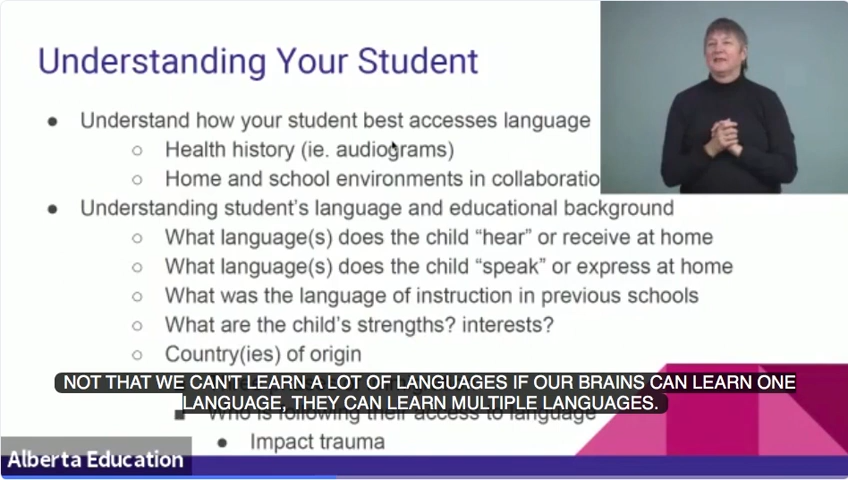 Understanding Your Student
● Understand how your student best accesses language
○ Health history (ie. audiograms)
○ Home and school environments in collaboratio
● Understanding student's language and educational background
○ What language(s) does the child “hear” or receive at home
○ What language(s) does the child “speak” or express at home
○ What was the language of instruction in previous schools
○ What are the child's strengths? interests?
○ Country(ies) of origin
NOT THAT WE CAN'T LEARN A LOT OF LANGUAGES IF OUR BRAINS CAN LEARN ONE
LANGUAGE, THEY CAN LEARN MULTIPLE LANGUAGES.
■ Who is following their access to language
● Impact trauma
Alberta Education